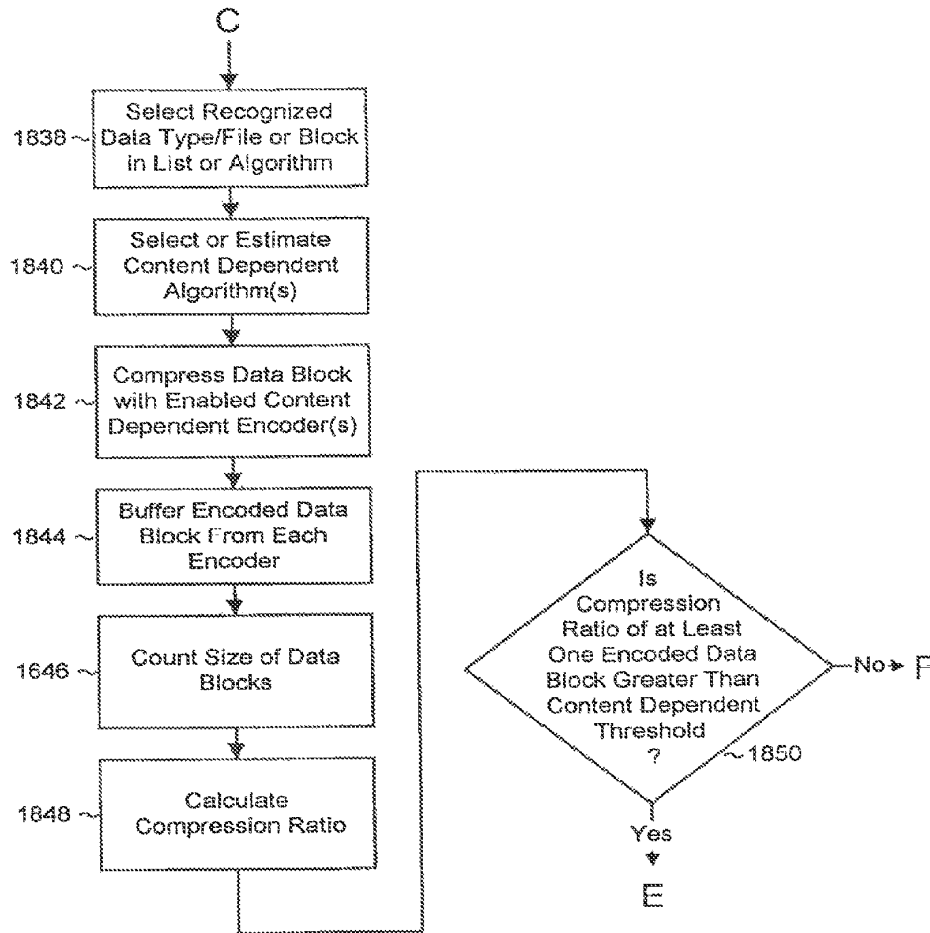 C
1838
Select Recognized
Data Type/File or Block
in List or Algorithm
1840
Select or Estimate
Content Dependent
Algorithm(s)
1842
Compress Data Block
with Enabled Content
Dependent Encoder(s)
1844
Buffer Encoded Data
Block From Each
Encoder
1646
Count Size of Data
Blocks
1848
Calculate
Compression Ratio
Is
Compression
Ratio of at Least
One Encoded Data
Block Greater Than
Content Dependent
Threshold
?
1850
No
F
Yes
E